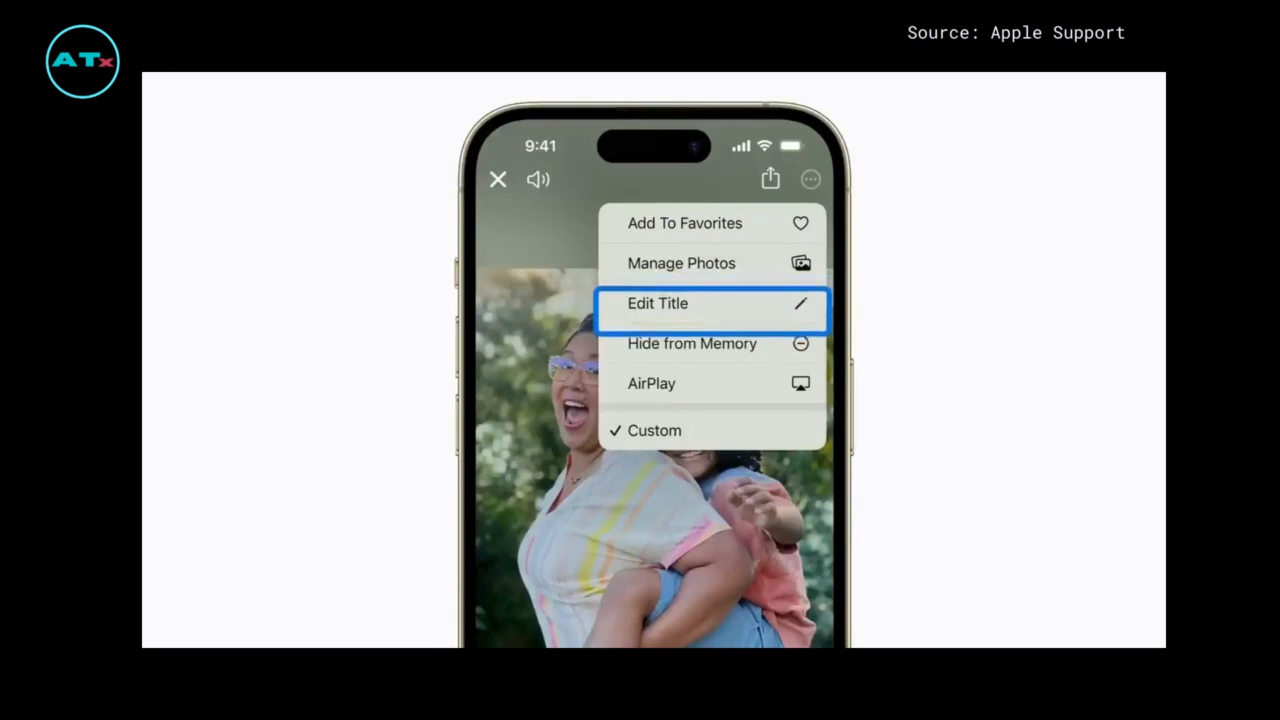 ATx
Source: Apple Support
9:41
Add To Favorites
Manage Photos
Edit Title
Hide from Memory
AirPlay
Custom